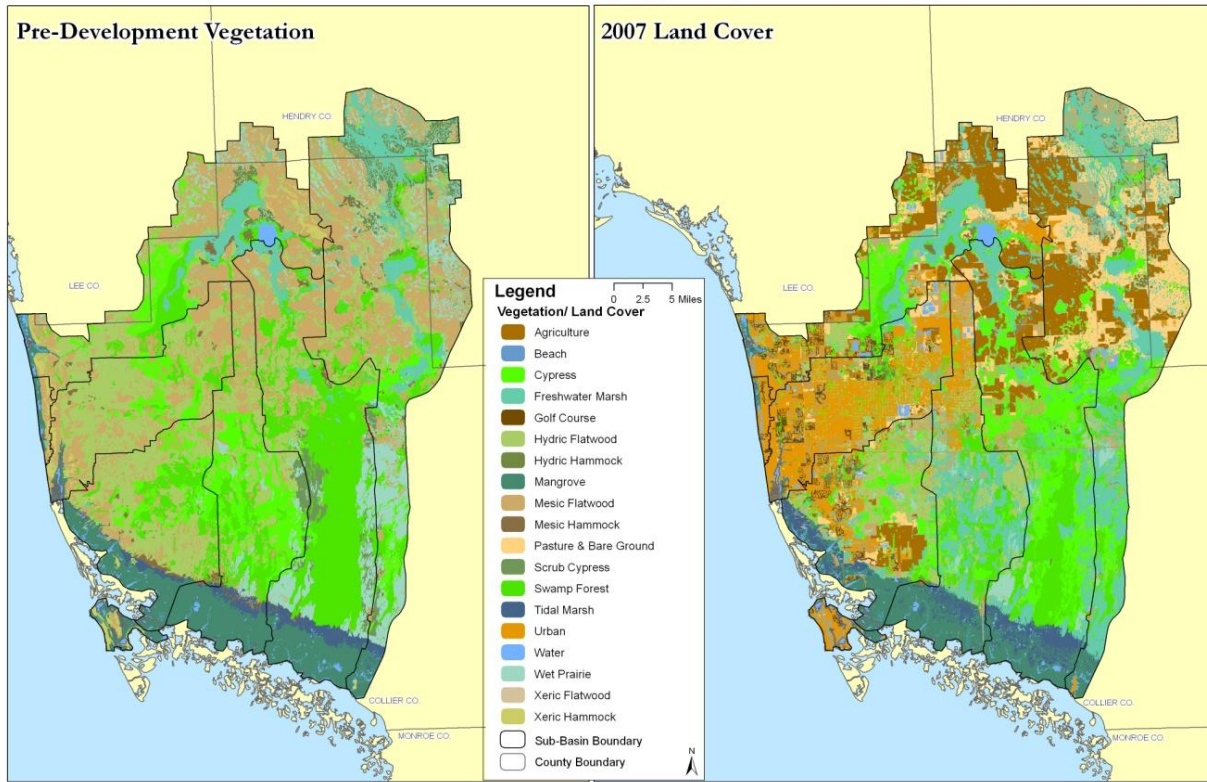 Pre-Development Vegetation
HENDRY CO.
LEE CO.
COLLIER CO.
MONROE CO.
Legend
0 2.5 5 Miles
Vegetation/ Land Cover
Agriculture
Beach
Cypress
Freshwater Marsh
Golf Course
Hydric Flatwood
Hydric Hammock
Mangrove
Mesic Flatwood
Mesic Hammock
Pasture & Bare Ground
Scrub Cypress
Swamp Forest
Tidal Marsh
Urban
Water
Wet Prairie
Xeric Flatwood
Xeric Hammock
Sub-Basin Boundary
County Boundary
N
2007 Land Cover
HENDRY CO.
LEE CO.
COLLIER CO.
MONROE CO.